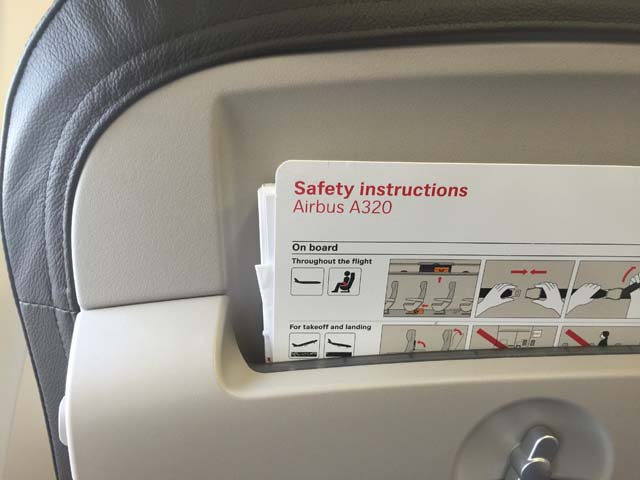 Safety instructions
Airbus A320
On board
Throughout the flight
For takeoff and landing